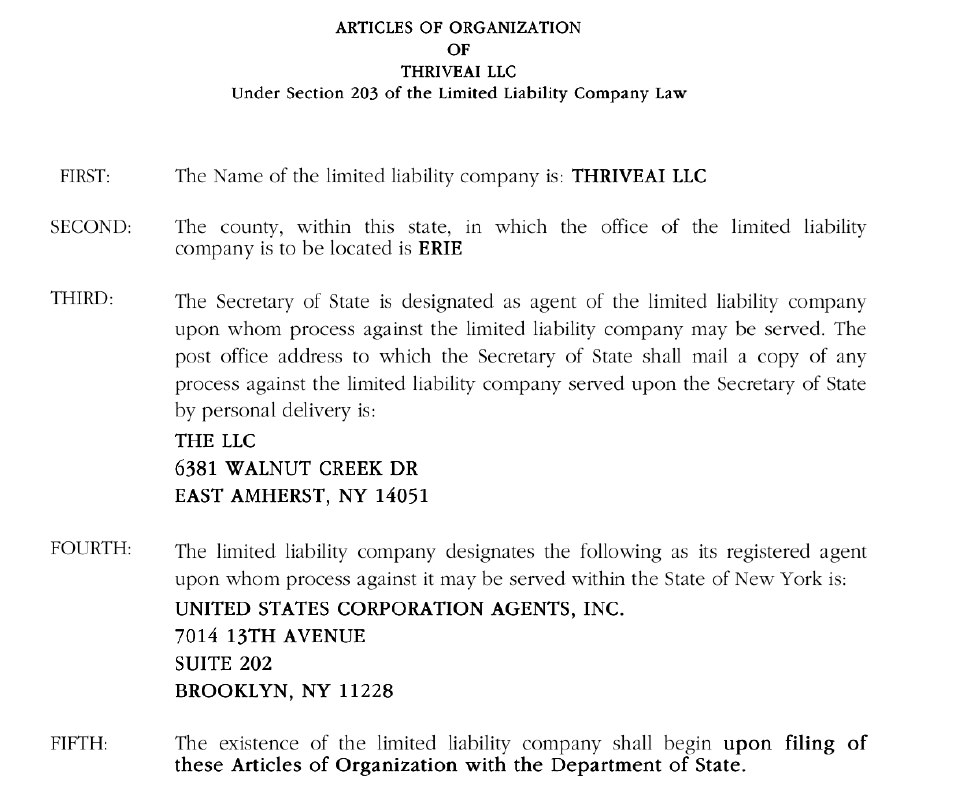 ARTICLES OF ORGANIZATION
OF
THRIVEAI LLC
Under Section 203 of the Limited Liability Company Law
FIRST: The Name of the limited liability company is: THRIVEAI LLC
SECOND: The county, within this state, in which the office of the limited liability
company is to be located is ERIE
THIRD: The Secretary of State is designated as agent of the limited liability company
upon whom process against the limited liability company may be served. The
post office address to which the Secretary of State shall mail a copy of any
process against the limited liability company served upon the Secretary of State
by personal delivery is:
THE LLC
6381 WALNUT CREEK DR
EAST AMHERST, NY 14051
FOURTH: The limited liability company designates the following as its registered agent
upon whom process against it may be served within the State of New York is:
UNITED STATES CORPORATION AGENTS, INC.
7014 13TH AVENUE
SUITE 202
BROOKLYN, NY 11228
FIFTH: The existence of the limited liability company shall begin upon filing of
these Articles of Organization with the Department of State.